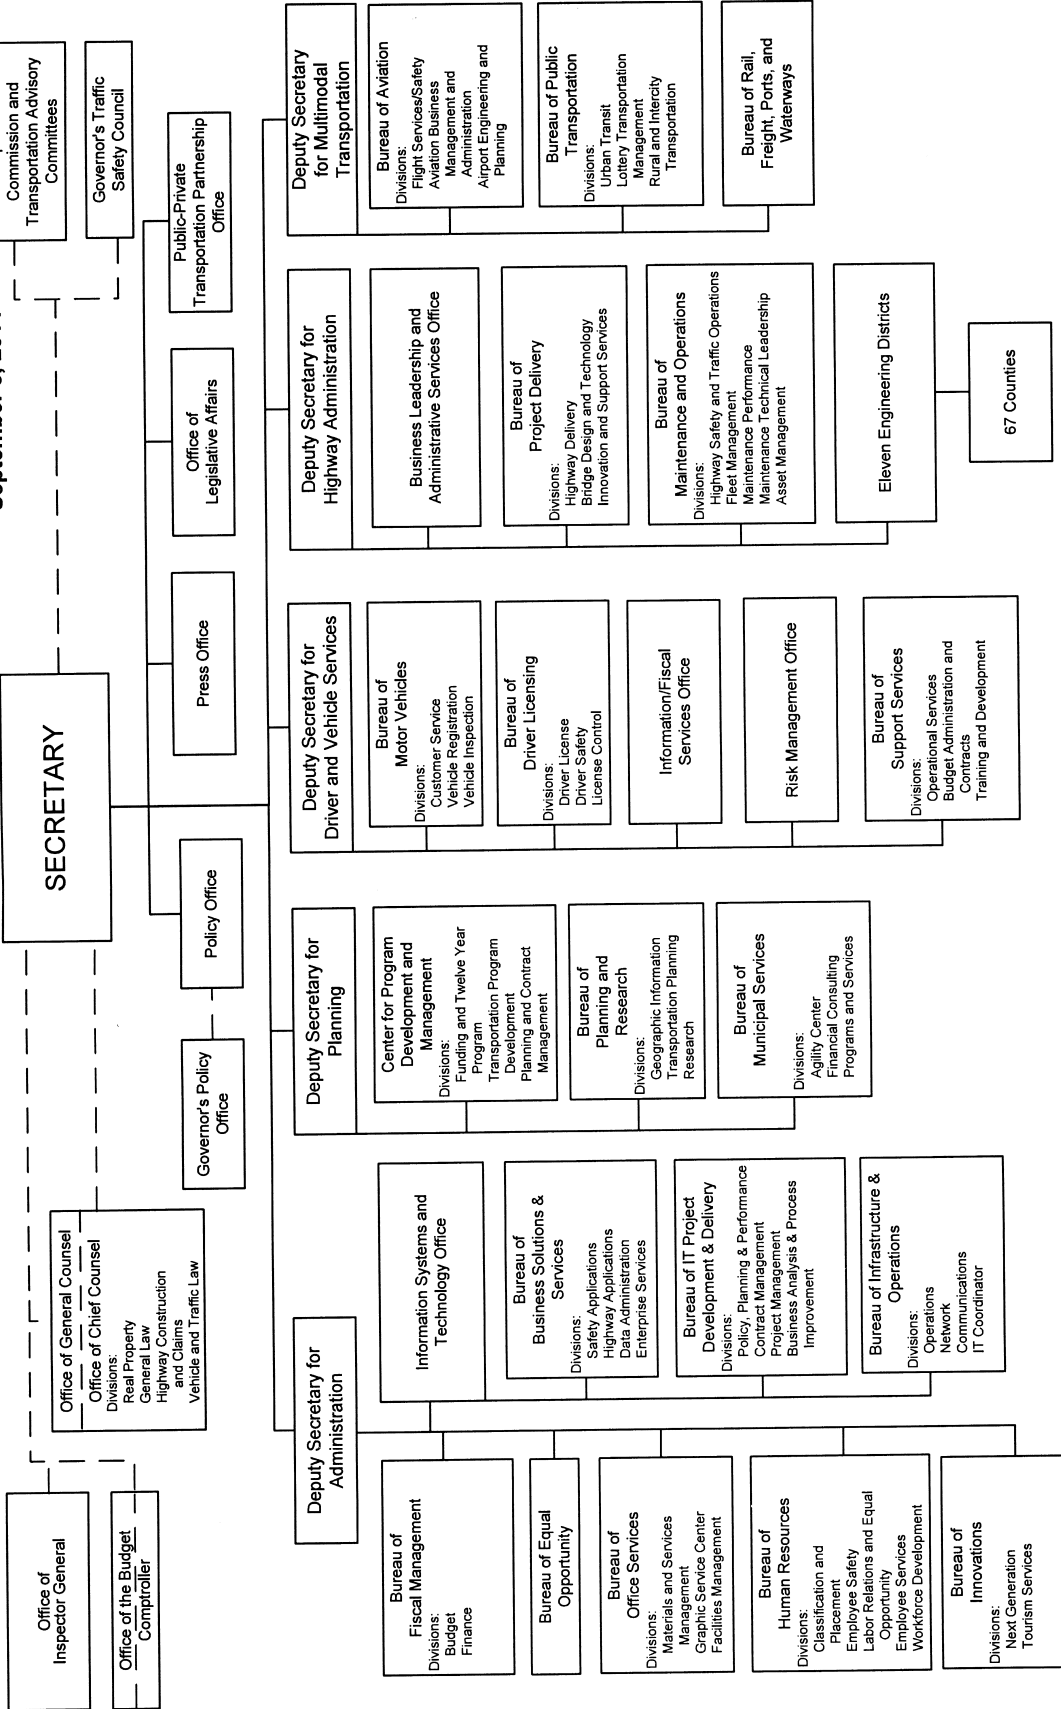 Commission and
Transportation Advisory
Committees
Governor's Traffic
Safety Council
SECRETARY
Office of
Inspector General
Office of the Budget
Comptroller
Office of General Counsel
Office of Chief Counsel
Divisions:
Real Property
General Law
Highway Construction
and Claims
Vehicle and Traffic Law
Governor's Policy
Office
Policy Office
Press Office
Office of
Legislative Affairs
Public-Private
Transportation Partnership
Office
Deputy Secretary for
Administration
Bureau of
Fiscal Management
Divisions:
Budget
Finance
Bureau of Equal
Opportunity
Bureau of
Office Services
Divisions:
Materials and Services
Management
Graphic Service Center
Facilities Management
Bureau of
Human Resources
Divisions:
Classification and
Placement
Employee Safety
Labor Relations and Equal
Opportunity
Employee Services
Workforce Development
Bureau of
Innovations
Divisions:
Next Generation
Tourism Services
Information Systems and
Technology Office
Bureau of
Business Solutions &
Services
Divisions:
Safety Applications
Highway Applications
Data Administration
Enterprise Services
Bureau of IT Project
Development & Delivery
Divisions:
Policy, Planning & Performance
Contract Management
Project Management
Business Analysis & Process
Improvement
Bureau of Infrastructure &
Operations
Divisions:
Operations
Network
Communications
IT Coordinator
Deputy Secretary for
Planning
Center for Program
Development and
Management
Divisions:
Funding and Twelve Year
Program
Transportation Program
Development
Planning and Contract
Management
Bureau of
Planning and
Research
Divisions:
Geographic Information
Transportation Planning
Research
Bureau of
Municipal Services
Divisions:
Agility Center
Financial Consulting
Programs and Services
Deputy Secretary for
Driver and Vehicle Services
Bureau of
Motor Vehicles
Divisions:
Customer Service
Vehicle Registration
Vehicle Inspection
Bureau of
Driver Licensing
Divisions:
Driver License
Driver Safety
License Control
Information/Fiscal
Services Office
Risk Management Office
Bureau of
Support Services
Divisions:
Operational Services
Budget Administration and
Contracts
Training and Development
Deputy Secretary for
Highway Administration
Business Leadership and
Administrative Services Office
Bureau of
Project Delivery
Divisions:
Highway Delivery
Bridge Design and Technology
Innovation and Support Services
Bureau of
Maintenance and Operations
Divisions:
Highway Safety and Traffic Operations
Fleet Management
Maintenance Performance
Maintenance Technical Leadership
Asset Management
Eleven Engineering Districts
67 Counties
Deputy Secretary
for Multimodal
Transportation
Bureau of Aviation
Divisions:
Flight Services/Safety
Aviation Business
Management and
Administration
Airport Engineering and
Planning
Bureau of Public
Transportation
Divisions:
Urban Transit
Lottery Transportation
Management
Rural and Intercity
Transportation
Bureau of Rail,
Freight, Ports, and
Waterways